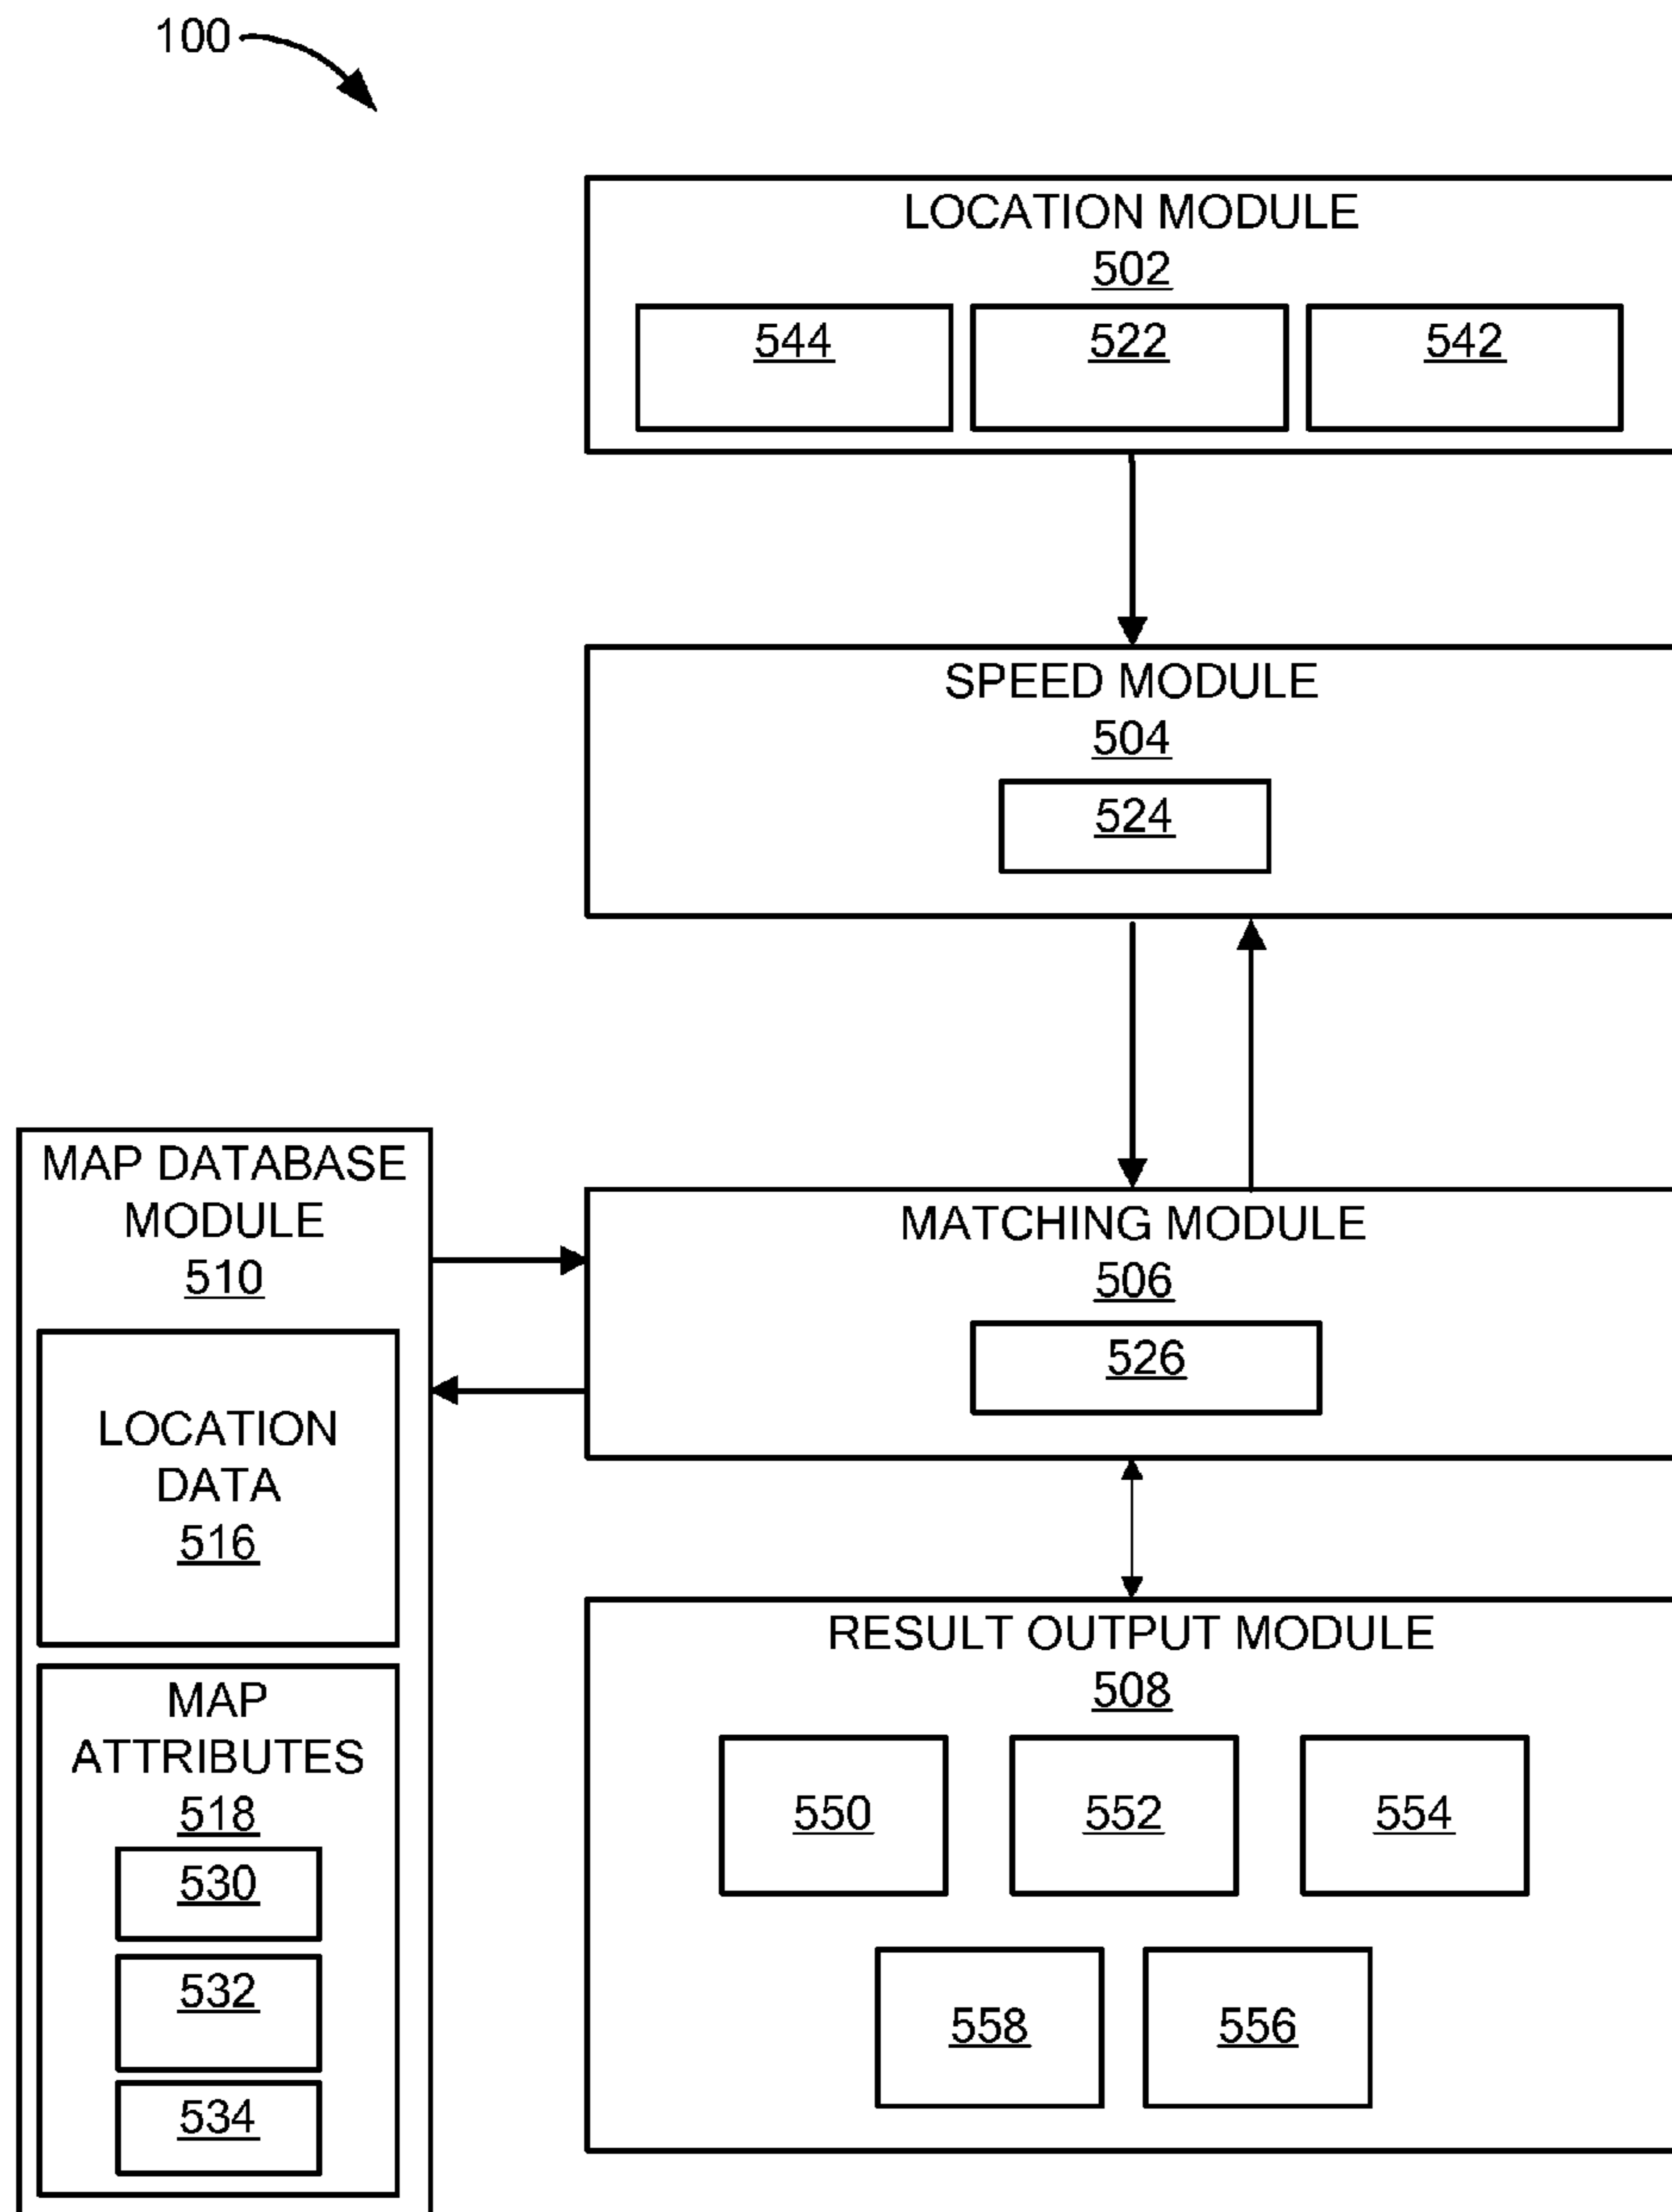 100
LOCATION MODULE
502
544
522
542
SPEED MODULE
504
524
MAP DATABASE
MODULE
510
LOCATION
DATA
516
MAP
ATTRIBUTES
518
530
532
534
MATCHING MODULE
506
526
RESULT OUTPUT MODULE
508
550
552
554
558
556